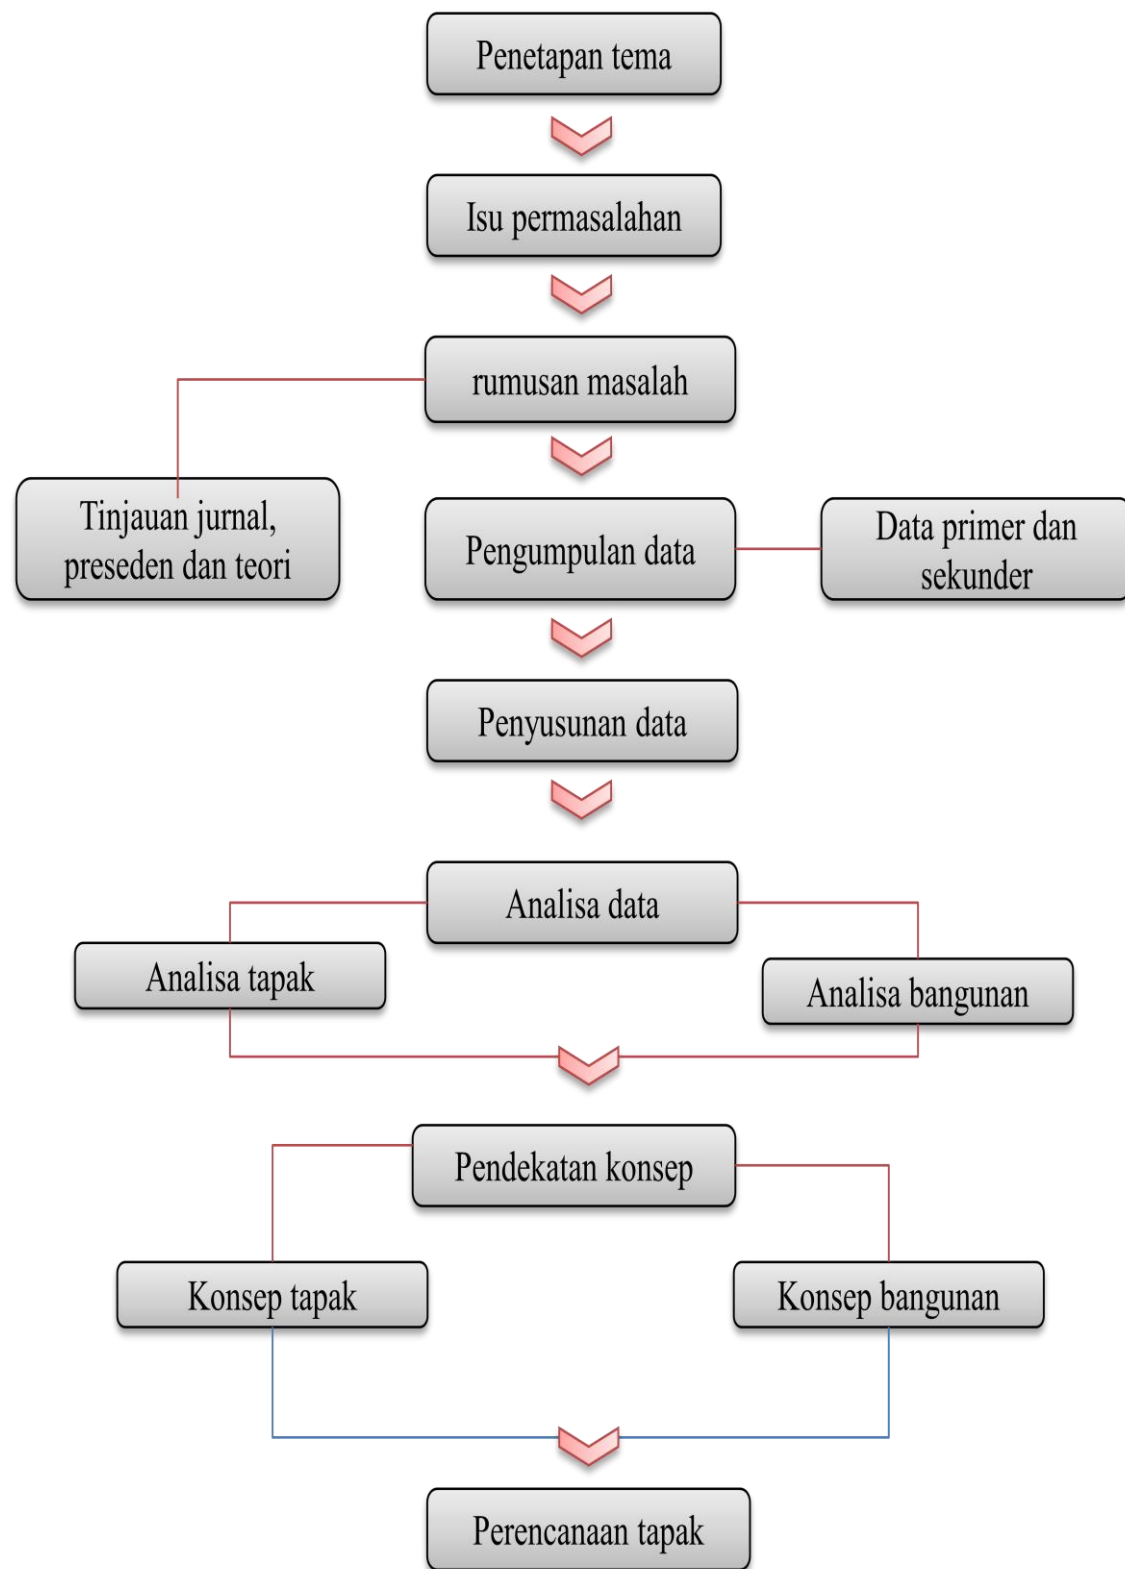 Penetapan tema
Isu permasalahan
rumusan masalah
Tinjauan jurnal,
preseden dan teori
Pengumpulan data
Data primer dan
sekunder
Penyusunan data
Analisa data
Analisa tapak
Analisa bangunan
Pendekatan konsep
Konsep tapak
Konsep bangunan
Perencanaan tapak